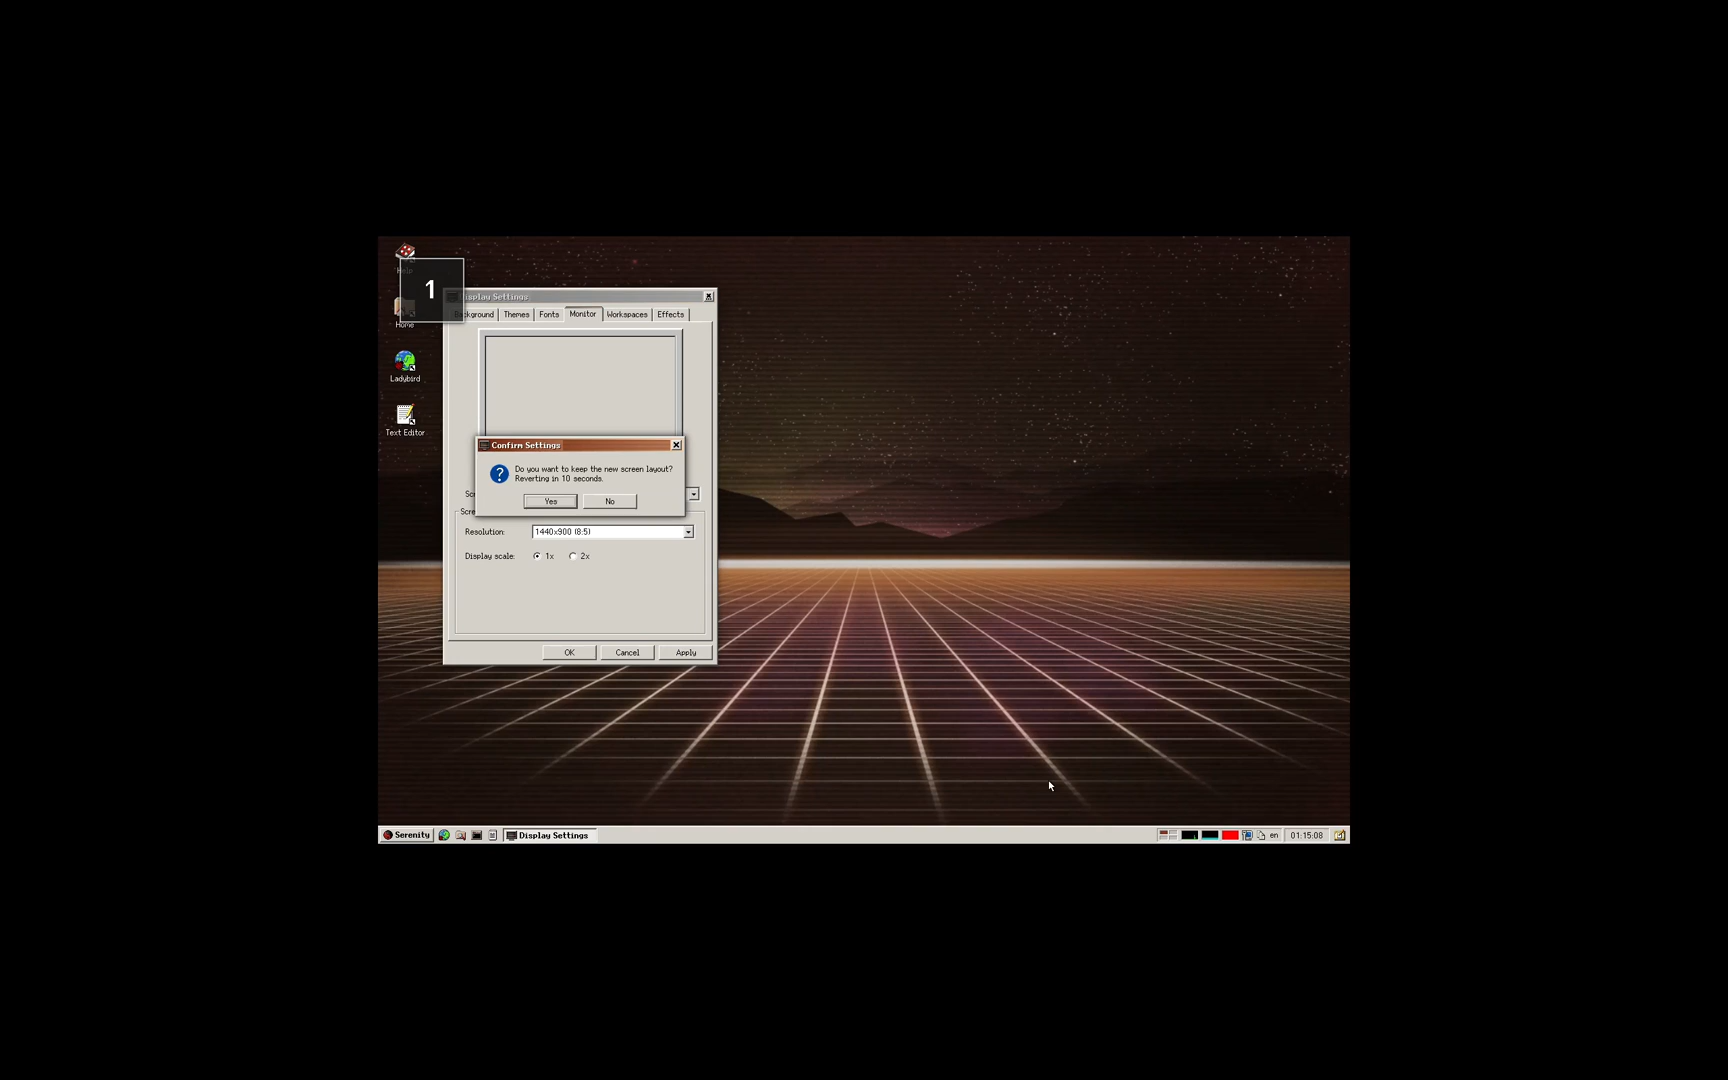 Help
1
Home
Ladybird
Text Editor
Display Settings
Background Themes Fonts Monitor Workspaces Effects
Confirm Settings
Do you want to keep the new screen layout?
Reverting in 10 seconds.
Yes No
Resolution: 1440x900 (8:5)
Display scale: 1x 2x
OK Cancel Apply
Serenity Display Settings en 01:15:08